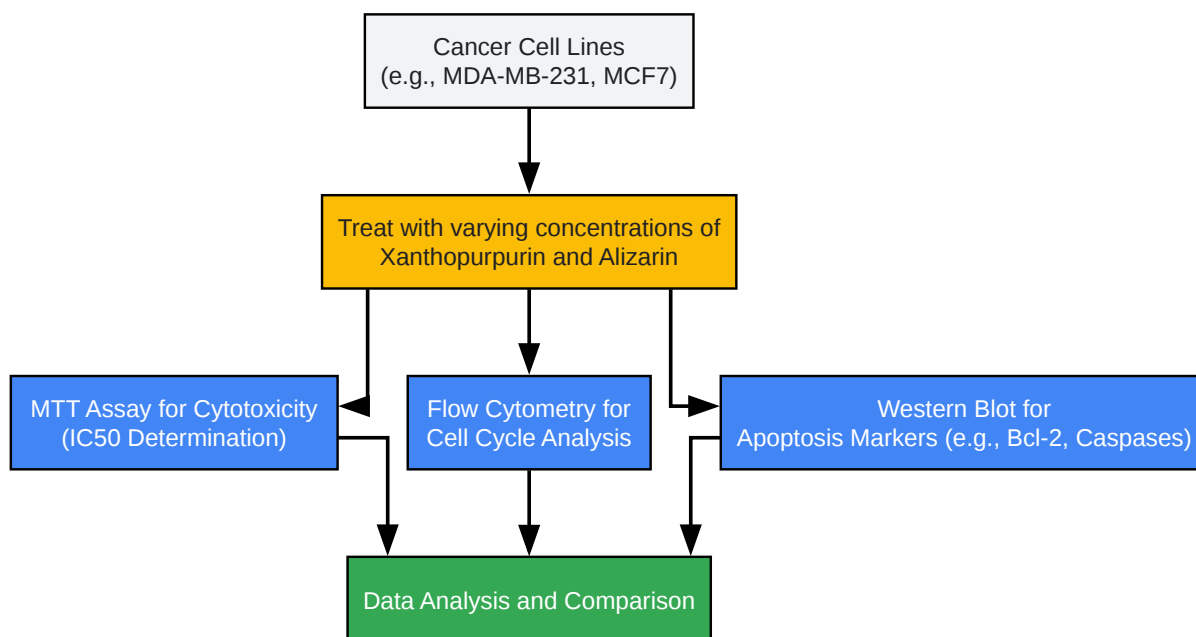 Cancer Cell Lines
(e.g., MDA-MB-231, MCF7)
Treat with varying concentrations of
Xanthopurpurin and Alizarin
MTT Assay for Cytotoxicity
(IC50 Determination)
Flow Cytometry for
Cell Cycle Analysis
Western Blot for
Apoptosis Markers (e.g., Bcl-2, Caspases)
Data Analysis and Comparison